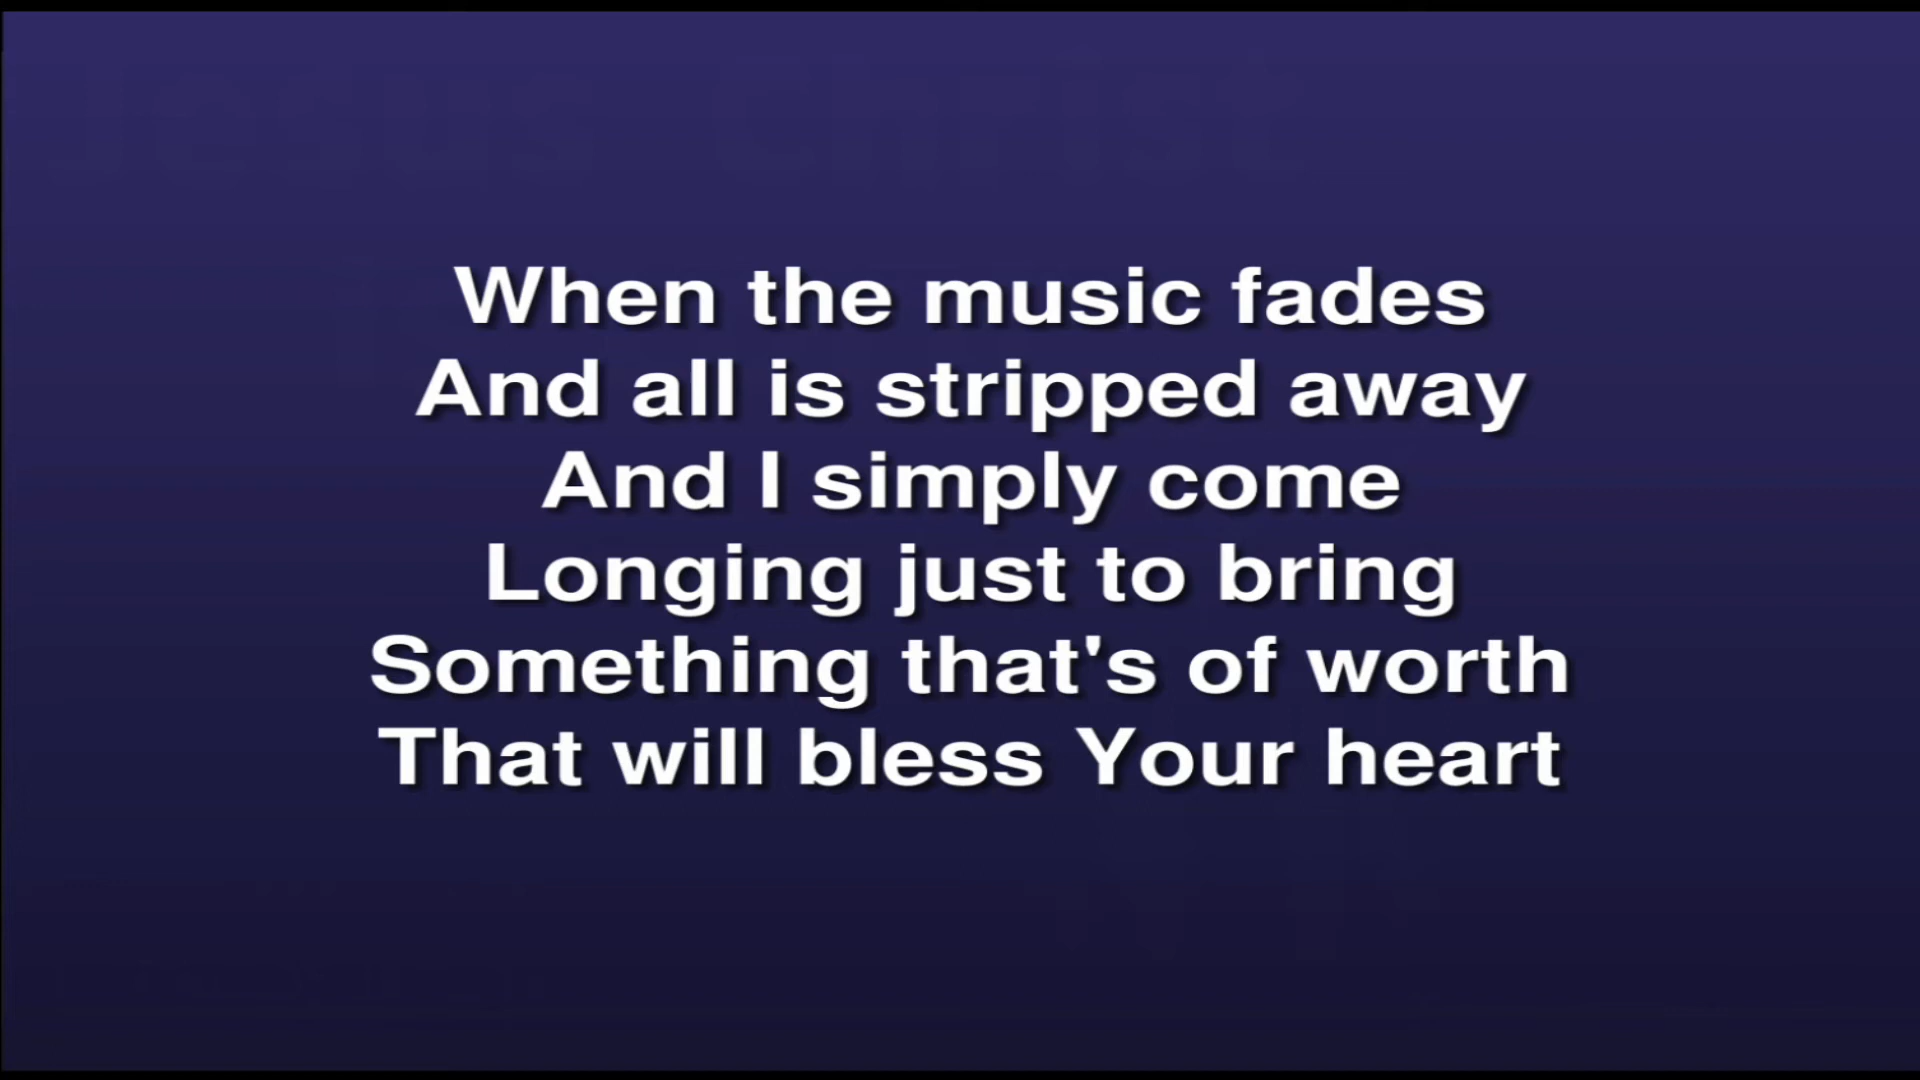 When the music fades
And all is stripped away
And I simply come
Longing just to bring
Something that's of worth
That will bless Your heart